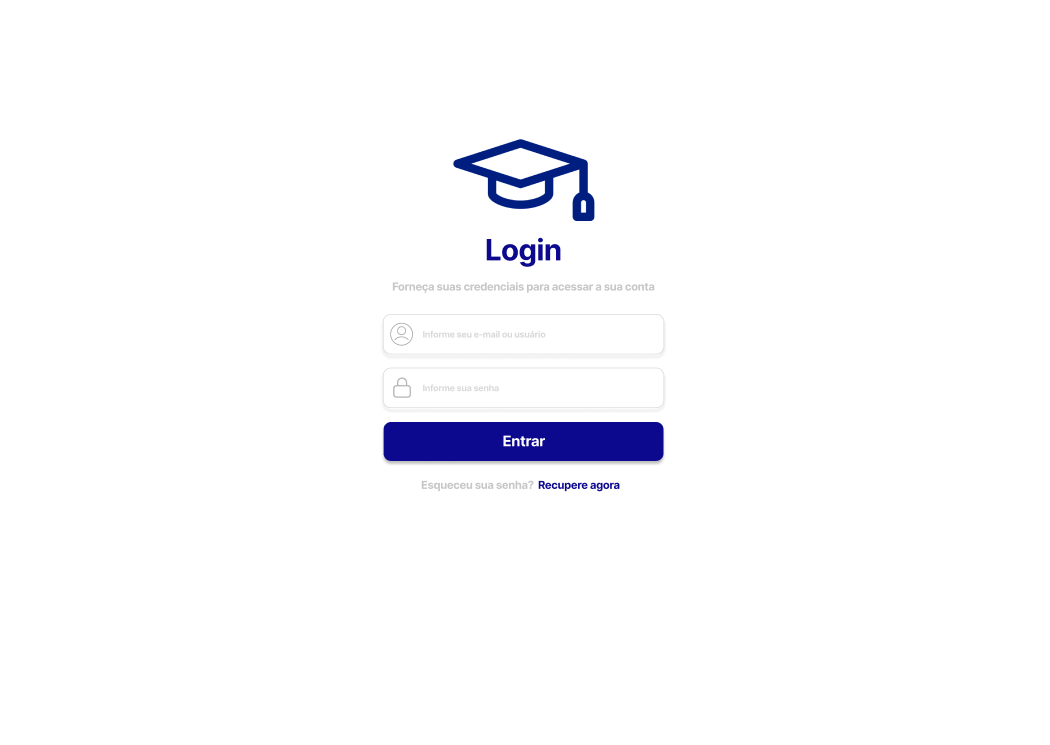 Login
Forneça suas credenciais para acessar a sua conta
Informe seu e-mail ou usuário
Informe sua senha
Entrar
Esqueceu sua senha? Recupere agora